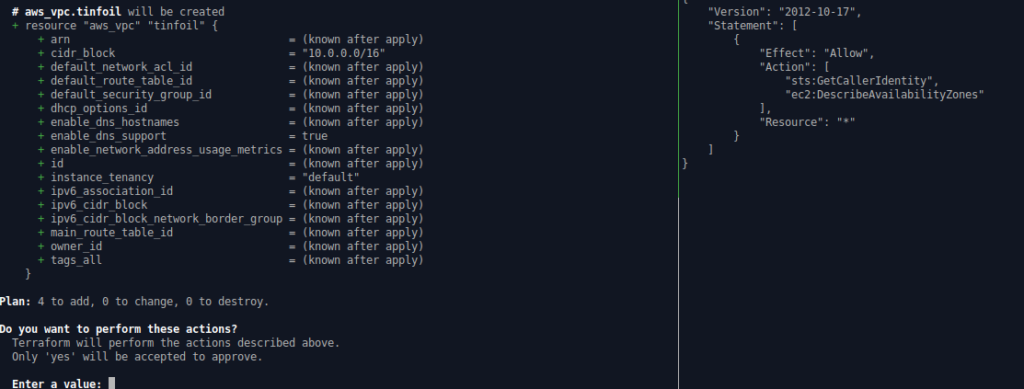 # aws_vpc.tinfoil will be created
+ resource "aws_vpc" "tinfoil" {
+ arn = (known after apply)
+ cidr_block = "10.0.0.0/16"
+ default_network_acl_id = (known after apply)
+ default_route_table_id = (known after apply)
+ default_security_group_id = (known after apply)
+ dhcp_options_id = (known after apply)
+ enable_dns_hostnames = (known after apply)
+ enable_dns_support = true
+ enable_network_address_usage_metrics = (known after apply)
+ id = (known after apply)
+ instance_tenancy = "default"
+ ipv6_association_id = (known after apply)
+ ipv6_cidr_block = (known after apply)
+ ipv6_cidr_block_network_border_group = (known after apply)
+ main_route_table_id = (known after apply)
+ owner_id = (known after apply)
+ tags_all = (known after apply)
}
Plan: 4 to add, 0 to change, 0 to destroy.
Do you want to perform these actions?
Terraform will perform the actions described above.
Only 'yes' will be accepted to approve.
Enter a value:
{
"Version": "2012-10-17",
"Statement": [
{
"Effect": "Allow",
"Action": [
"sts:GetCallerIdentity",
"ec2:DescribeAvailabilityZones"
],
"Resource": "*"
}
]
}